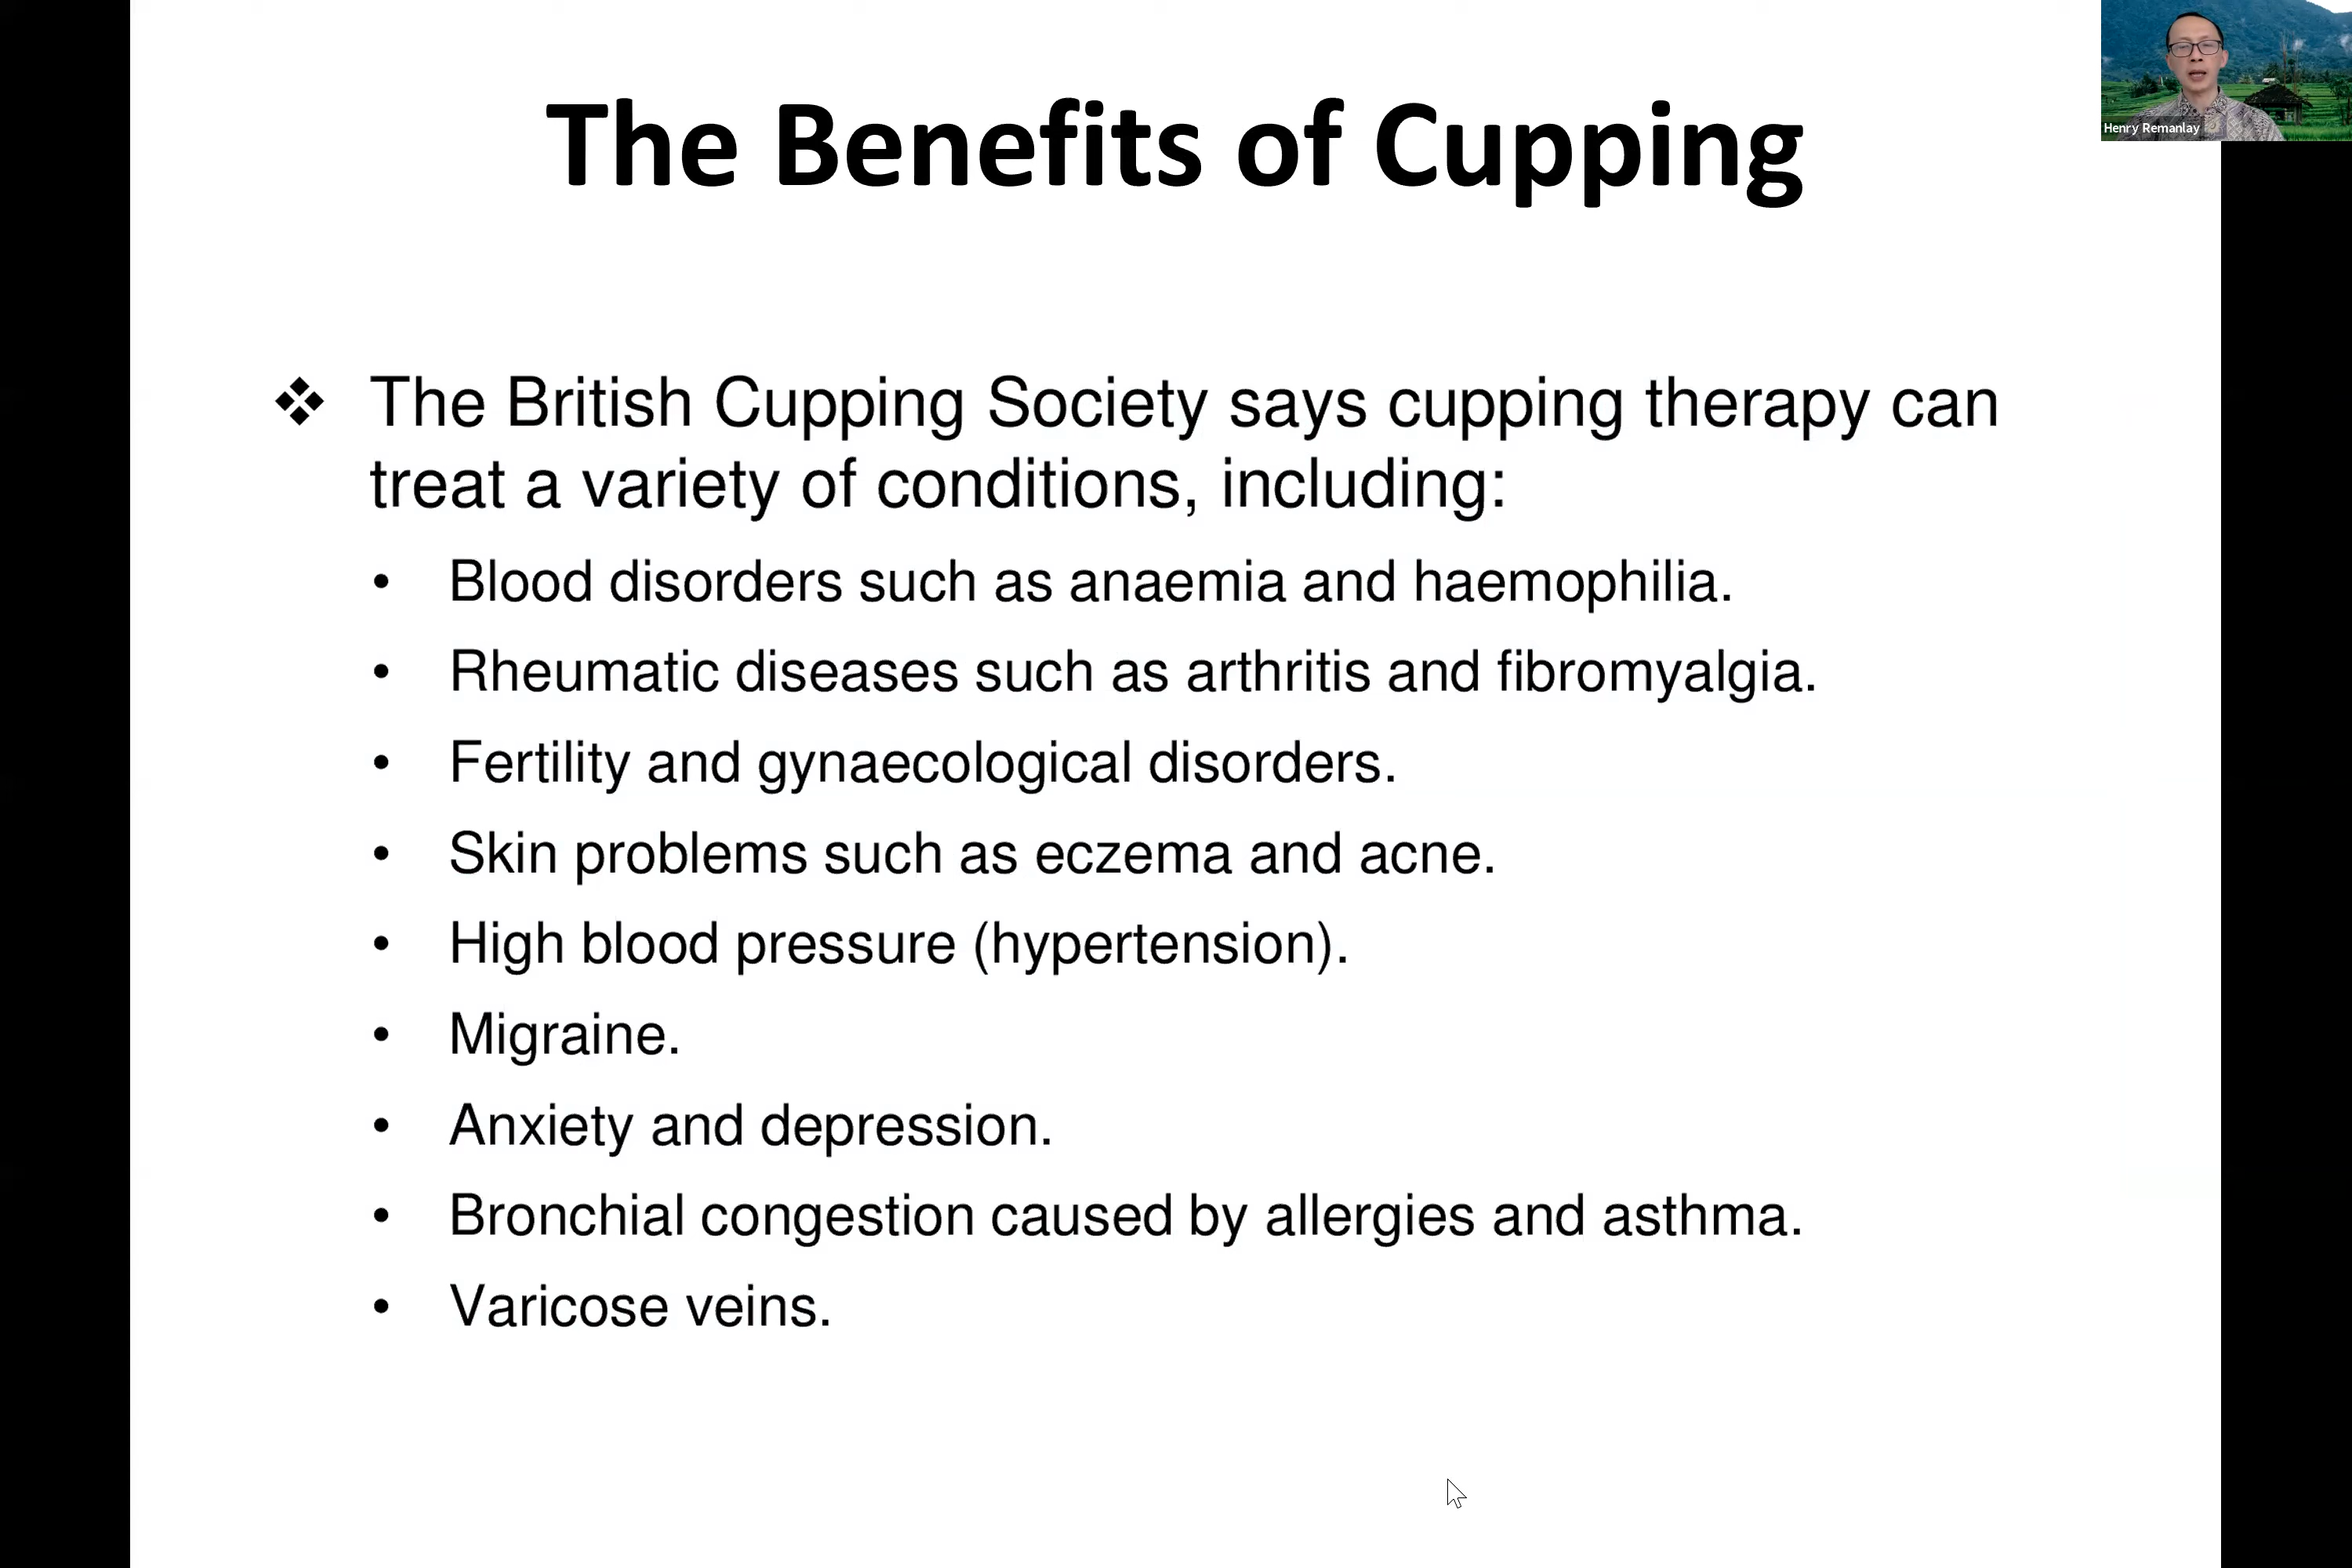 The Benefits of Cupping
Henry Remanlay
❖ The British Cupping Society says cupping therapy can
treat a variety of conditions, including:
• Blood disorders such as anaemia and haemophilia.
• Rheumatic diseases such as arthritis and fibromyalgia.
• Fertility and gynaecological disorders.
• Skin problems such as eczema and acne.
• High blood pressure (hypertension).
• Migraine.
• Anxiety and depression.
• Bronchial congestion caused by allergies and asthma.
• Varicose veins.